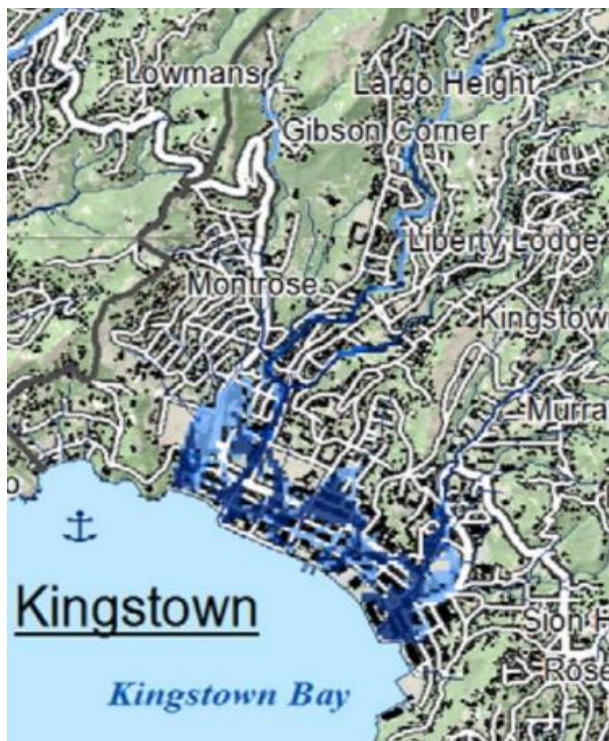 Lowmans
Largo Height
Gibson Corner
Liberty Lodge
Montrose
Kingstow
Murra
o
Kingstown
Sion H
Rose
Kingstown Bay